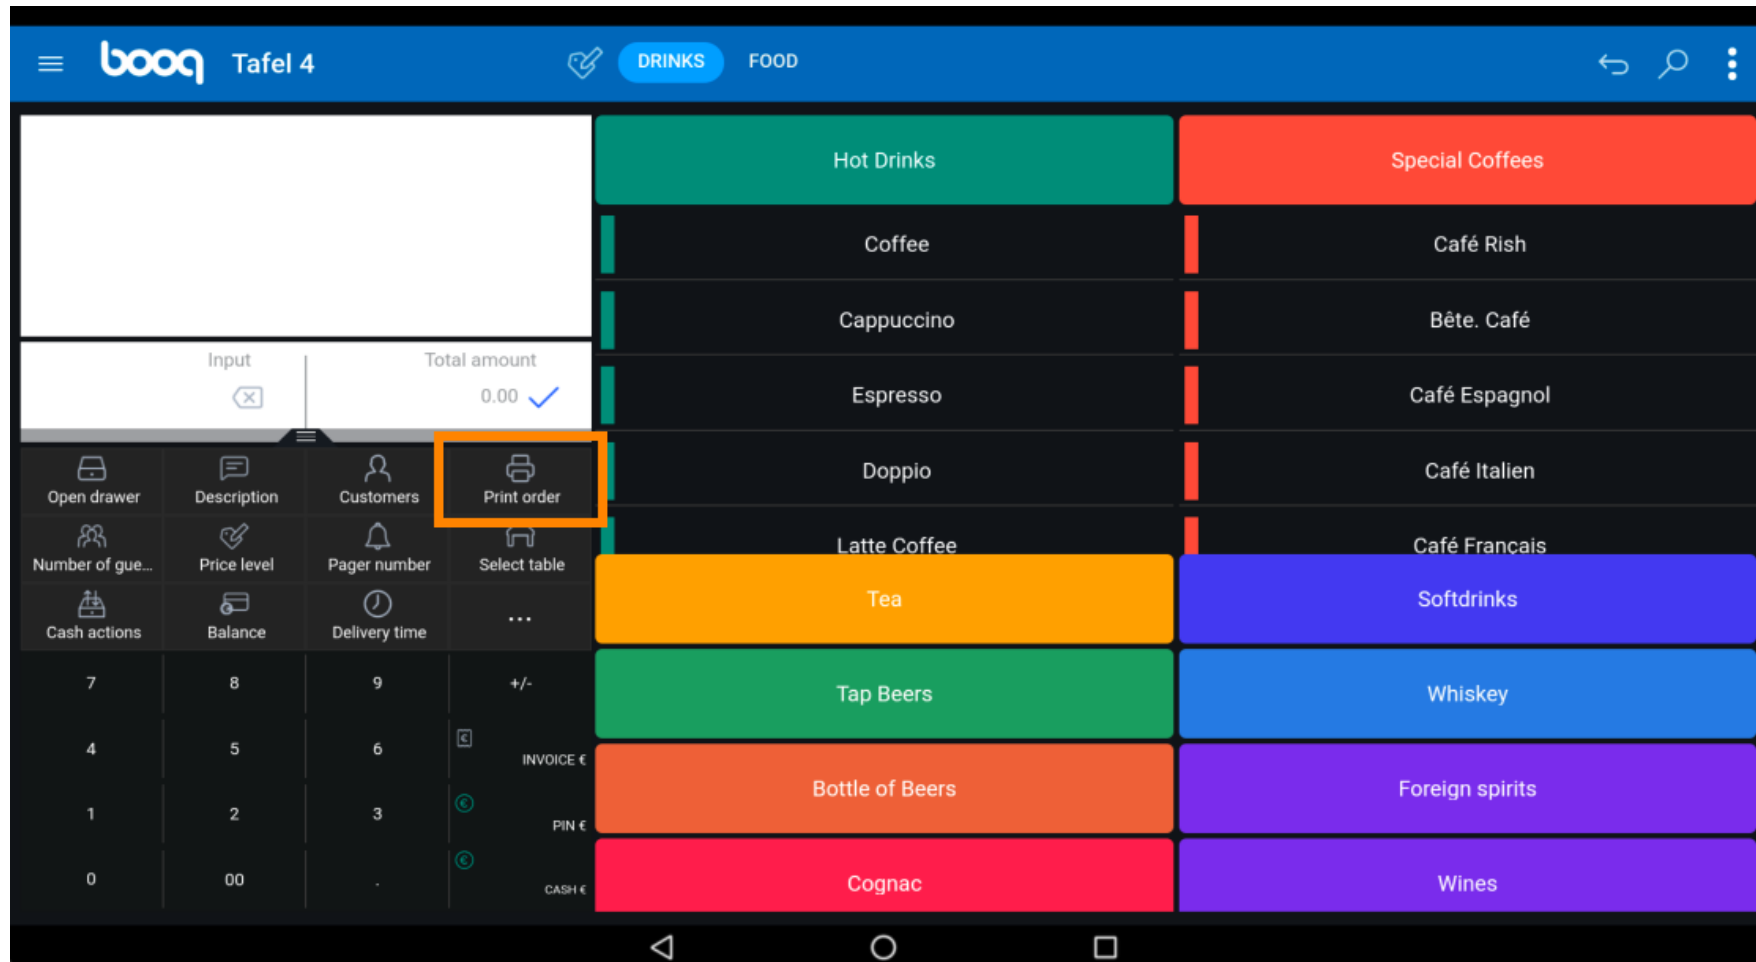 booq Tafel 4 DRINKS FOOD
Input Total amount
0.00
Open drawer Description Customers Print order
Number of gue... Price level Pager number Select table
Cash actions Balance Delivery time ...
7 8 9 +/-
4 5 6 € INVOICE €
1 2 3 € PIN €
0 00 . € CASH €
Hot Drinks Special Coffees
Coffee Café Rish
Cappuccino Bête. Café
Espresso Café Espagnol
Doppio Café Italien
Latte Coffee Café Français
Tea Softdrinks
Tap Beers Whiskey
Bottle of Beers Foreign spirits
Cognac Wines